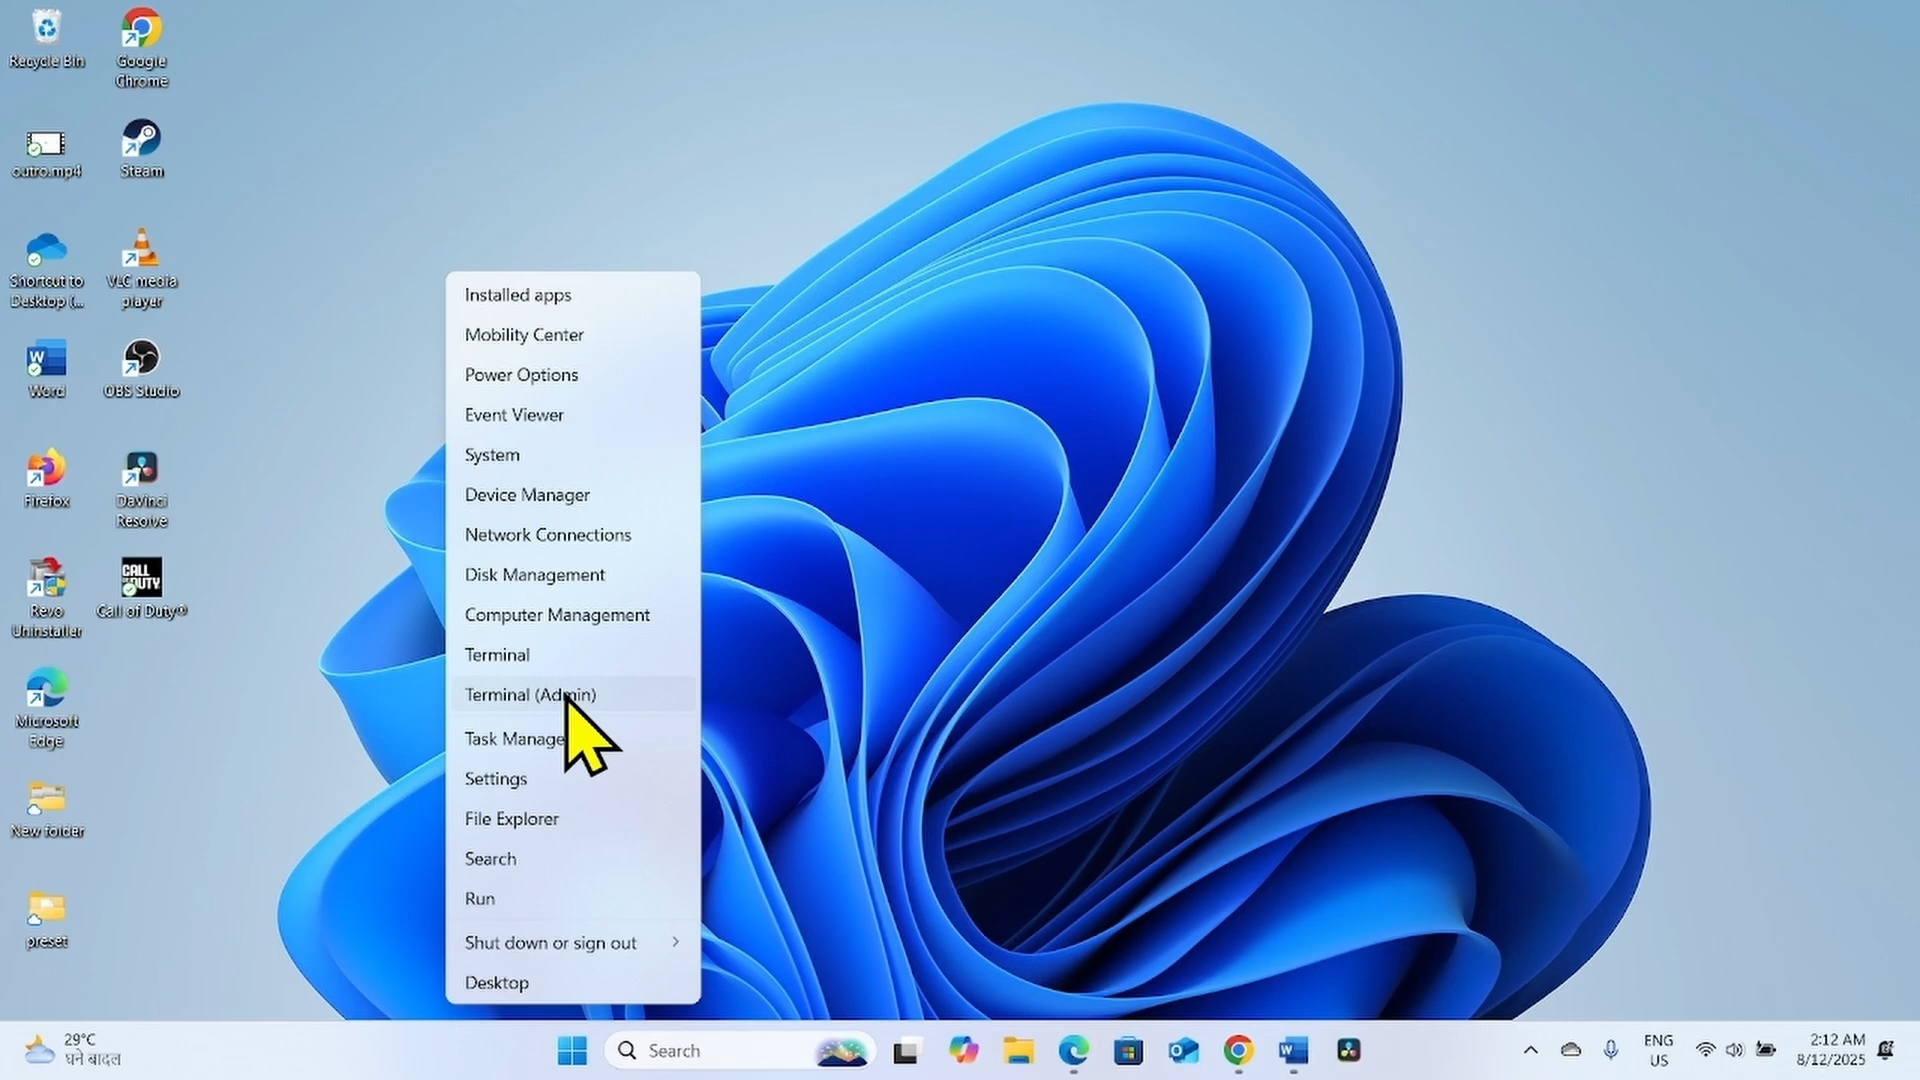 Recycle Bin
Google
Chrome
outro.mp4
Steam
Shortcut to
Desktop (...
VLC media
player
Word
OBS Studio
Firefox
DaVinci
Resolve
Revo
Uninstaller
CALL
DUTY
Call of Duty®
Microsoft
Edge
New folder
preset
Installed apps
Mobility Center
Power Options
Event Viewer
System
Device Manager
Network Connections
Disk Management
Computer Management
Terminal
Terminal (Admin)
Task Manage
Settings
File Explorer
Search
Run
Shut down or sign out
Desktop
29°C
घने बादल
Search
ENG
US
2:12 AM
8/12/2025